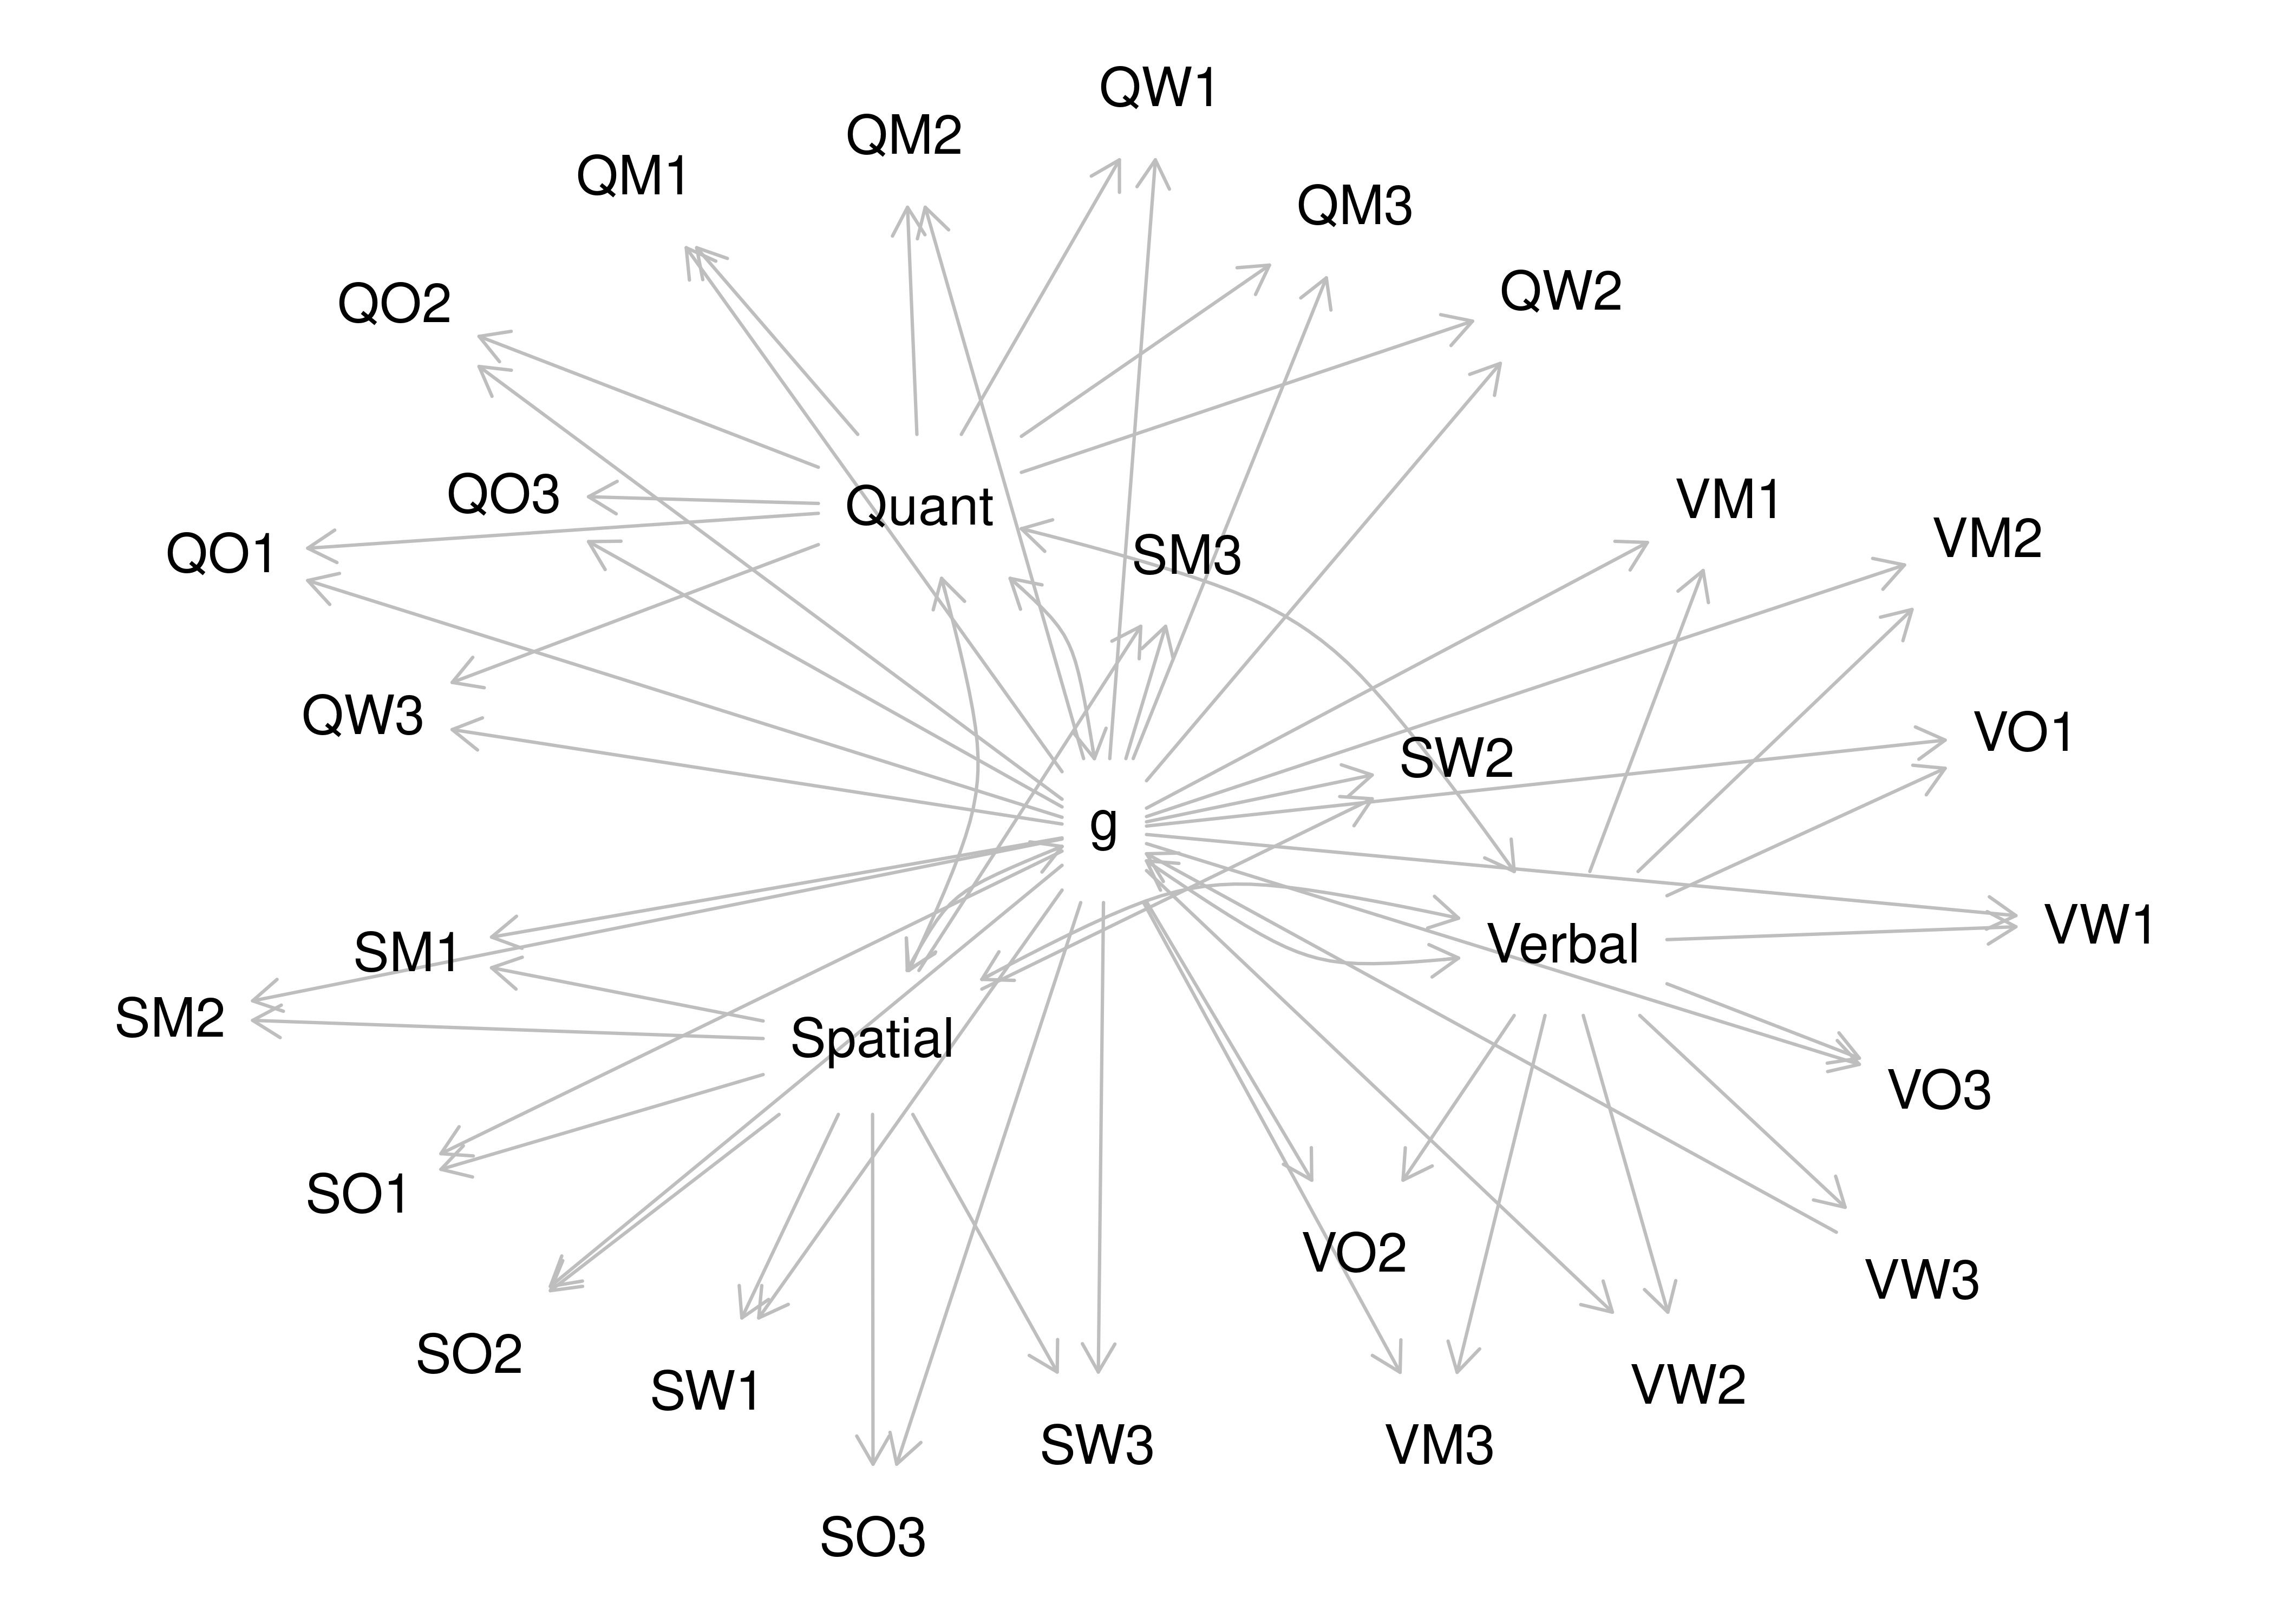 QW1
QM2
QM1
QM3
QW2
QO2
QO3
Quant
VM1
VM2
QO1
SM3
QW3
VO1
SW2
g
VW1
SM1
Verbal
SM2
Spatial
VO3
SO1
VO2
VW3
SO2
SW1
VW2
SW3
VM3
SO3